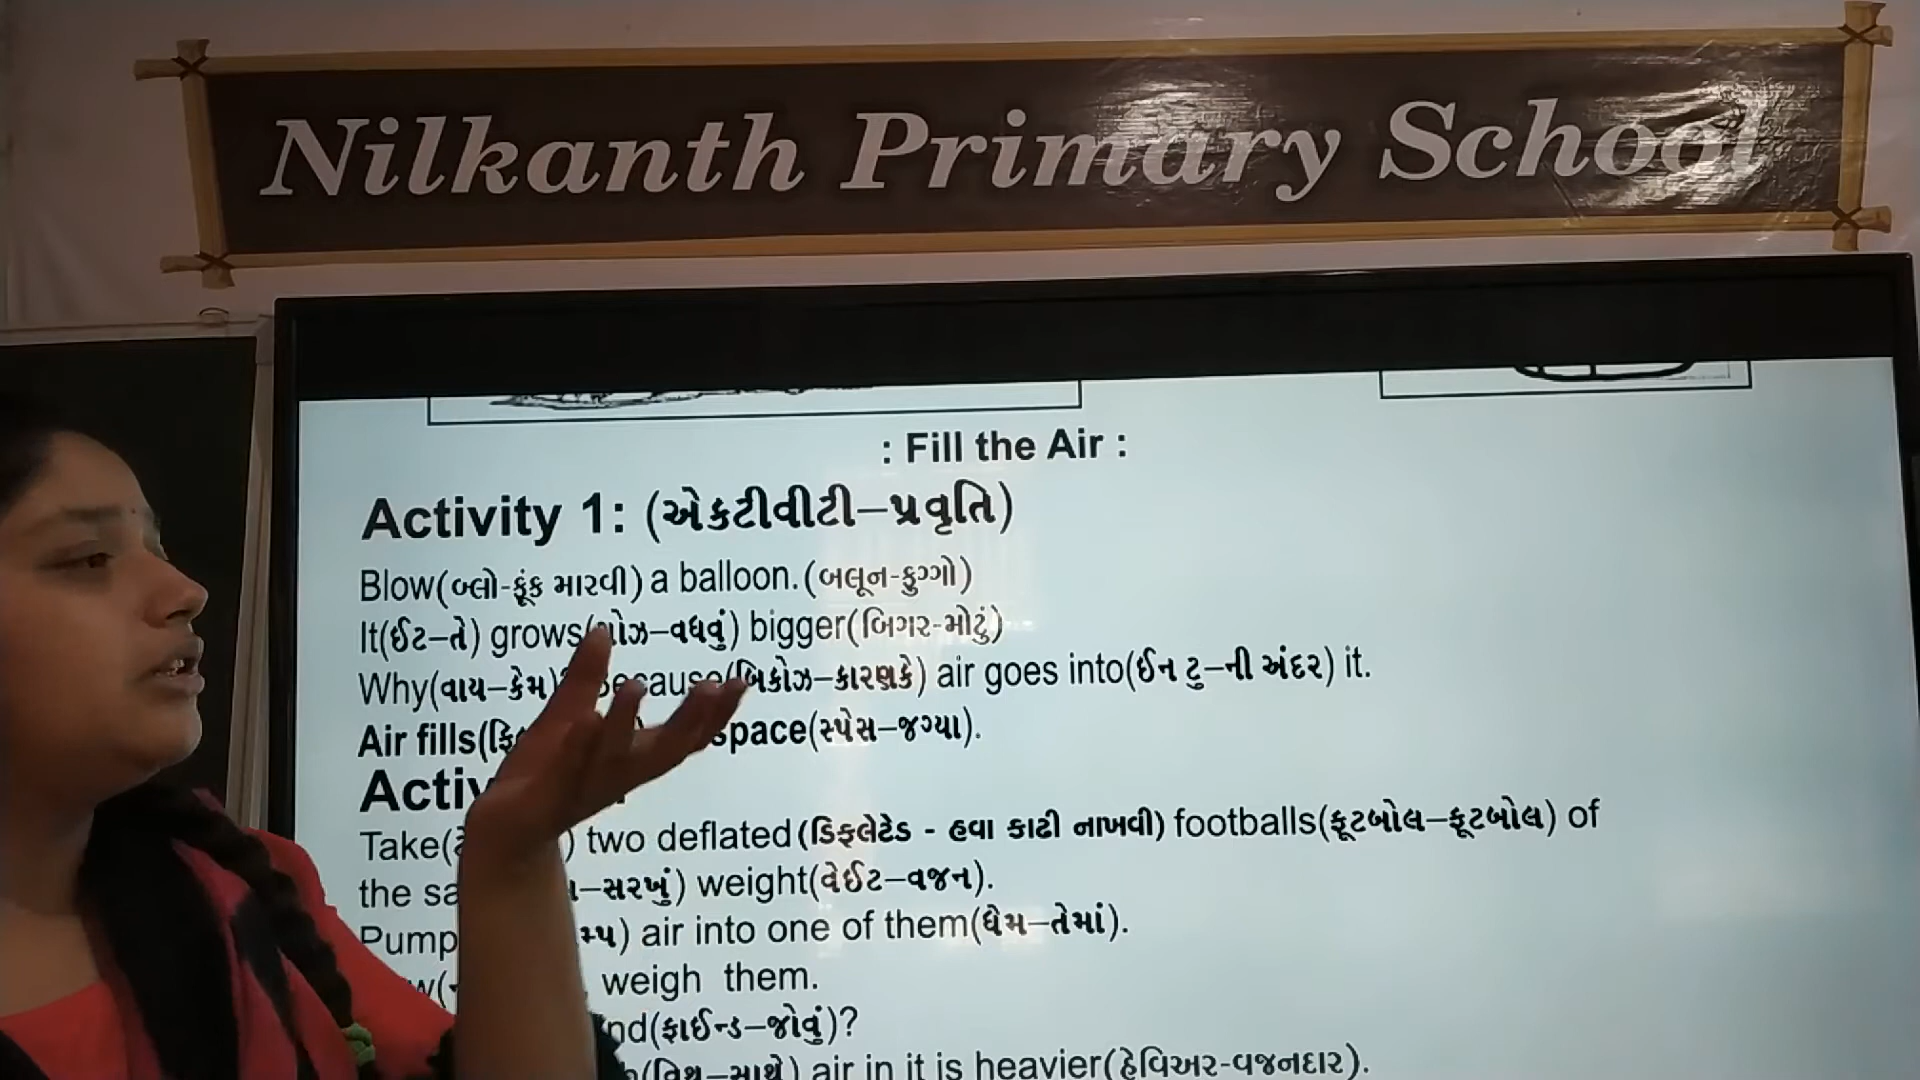 Nilkanth Primary School
: Fill the Air :
Activity 1: (એકટીવીટી–પ્રવૃતિ)
Blow(બ્લો-ફૂંક મારવી) a balloon.(બલૂન-ફુગ્ગો)
It(ઈટ–તે) grows( –વધવું) bigger(બિગર-મોટું)
Why(વાય–કેમ) (બિકોઝ–કારણકે) air goes into(ઈન ટુ–ની અંદર) it.
Air fills( space(સ્પેસ–જગ્યા).
Take( ) two deflated (ડિફ્લેટેડ - હવા કાઢી નાખવી) footballs(ફૂટબોલ–ફૂટબોલ) of
the –સરખું) weight(વેઈટ–વજન).
Pump ) air into one of them(ધેમ–તેમાં).
weigh them.
(ફાઈન્ડ–જોવું)?
(વિથ–સાથે) air in it is heavier(હેવિઅર-વજનદાર).